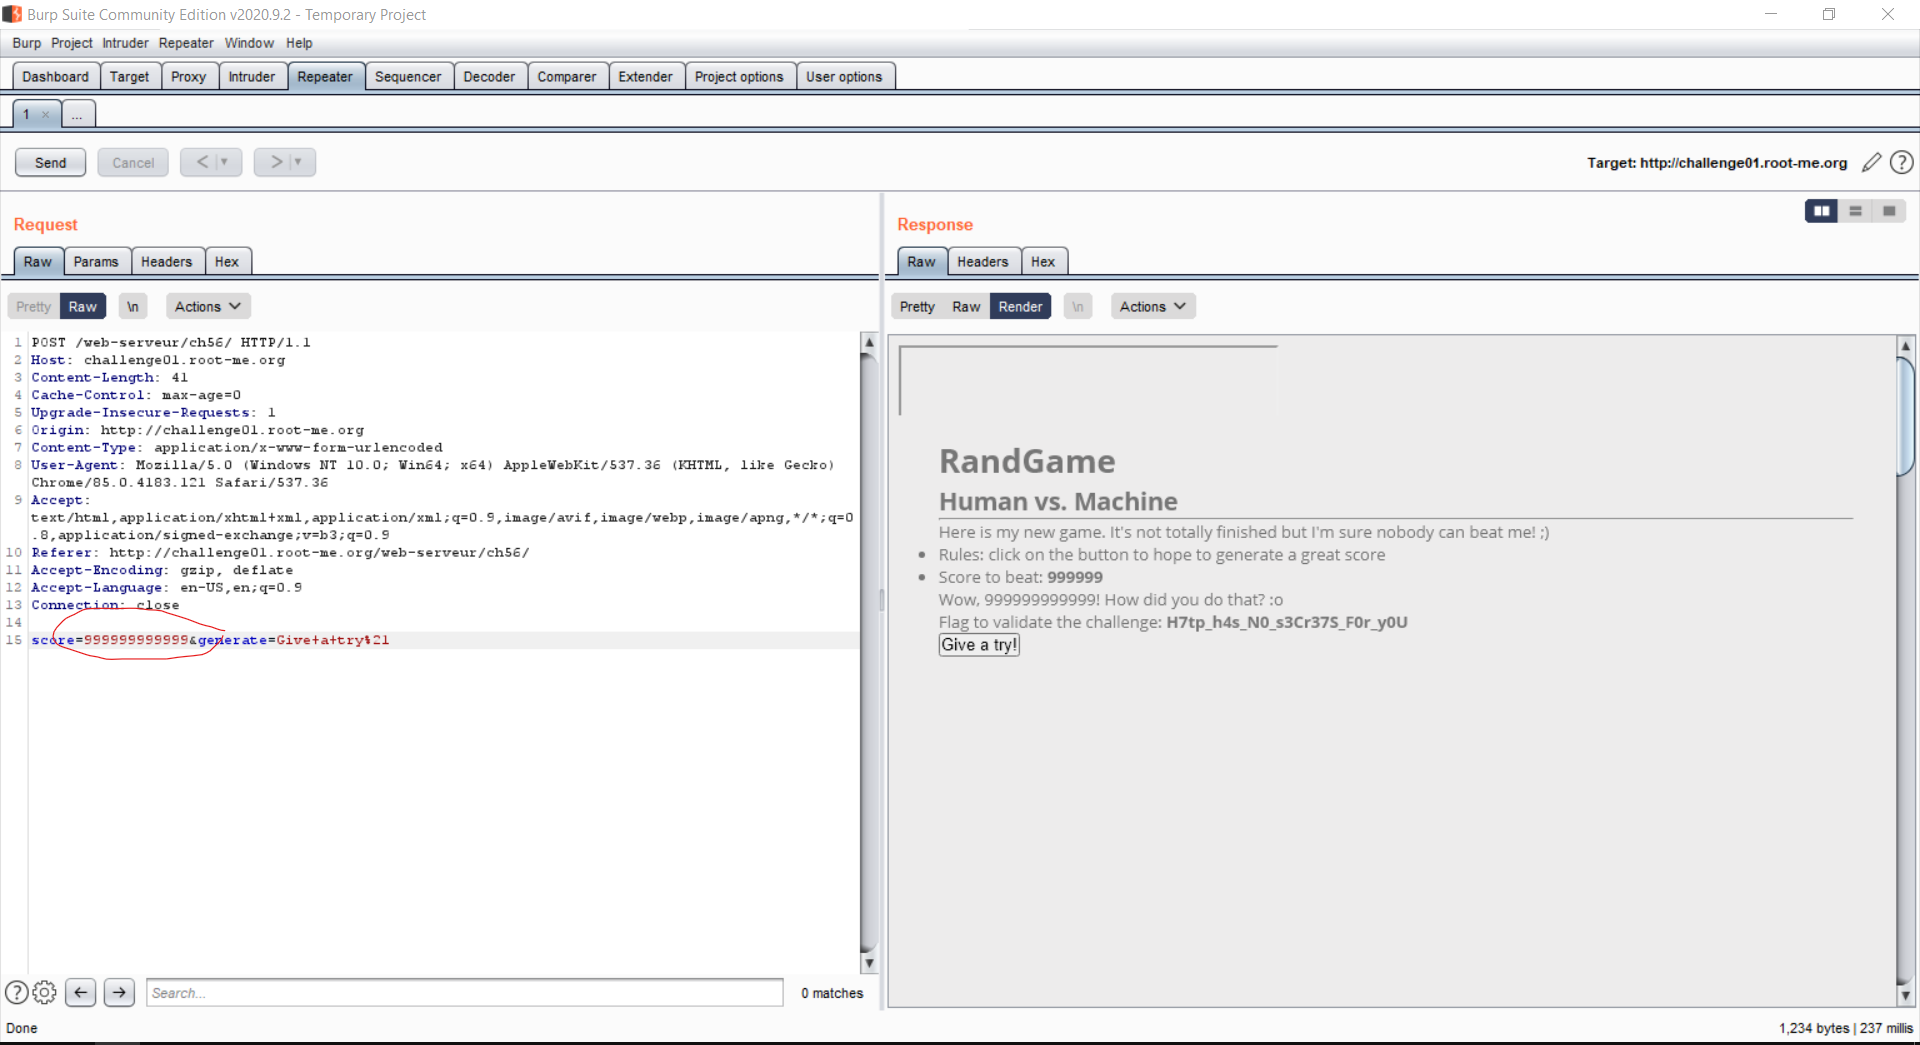 Burp Suite Community Edition v2020.9.2 - Temporary Project
Burp Project Intruder Repeater Window Help
Dashboard Target Proxy Intruder Repeater Sequencer Decoder Comparer Extender Project options User options
1 × ...
Send Cancel < > Target: http://challenge01.root-me.org ?
Request
Raw Params Headers Hex
Pretty Raw \n Actions
1 POST /web-serveur/ch56/ HTTP/1.1
2 Host: challenge01.root-me.org
3 Content-Length: 41
4 Cache-Control: max-age=0
5 Upgrade-Insecure-Requests: 1
6 Origin: http://challenge01.root-me.org
7 Content-Type: application/x-www-form-urlencoded
8 User-Agent: Mozilla/5.0 (Windows NT 10.0; Win64; x64) AppleWebKit/537.36 (KHTML, like Gecko)
Chrome/85.0.4183.121 Safari/537.36
9 Accept:
text/html,application/xhtml+xml,application/xml;q=0.9,image/avif,image/webp,image/apng,*/*;q=0
.8,application/signed-exchange;v=b3;q=0.9
10 Referer: http://challenge01.root-me.org/web-serveur/ch56/
11 Accept-Encoding: gzip, deflate
12 Accept-Language: en-US,en;q=0.9
13 Connection: close
14
15 score=999999999999&generate=Give+a+try%21
? Search... 0 matches
Response
Raw Headers Hex
Pretty Raw Render \n Actions
RandGame
Human vs. Machine
Here is my new game. It's not totally finished but I'm sure nobody can beat me! ;)
• Rules: click on the button to hope to generate a great score
• Score to beat: 999999
Wow, 999999999999! How did you do that? :o
Flag to validate the challenge: H7tp_h4s_N0_s3Cr37S_F0r_y0U
Give a try!
Done 1,234 bytes | 237 millis